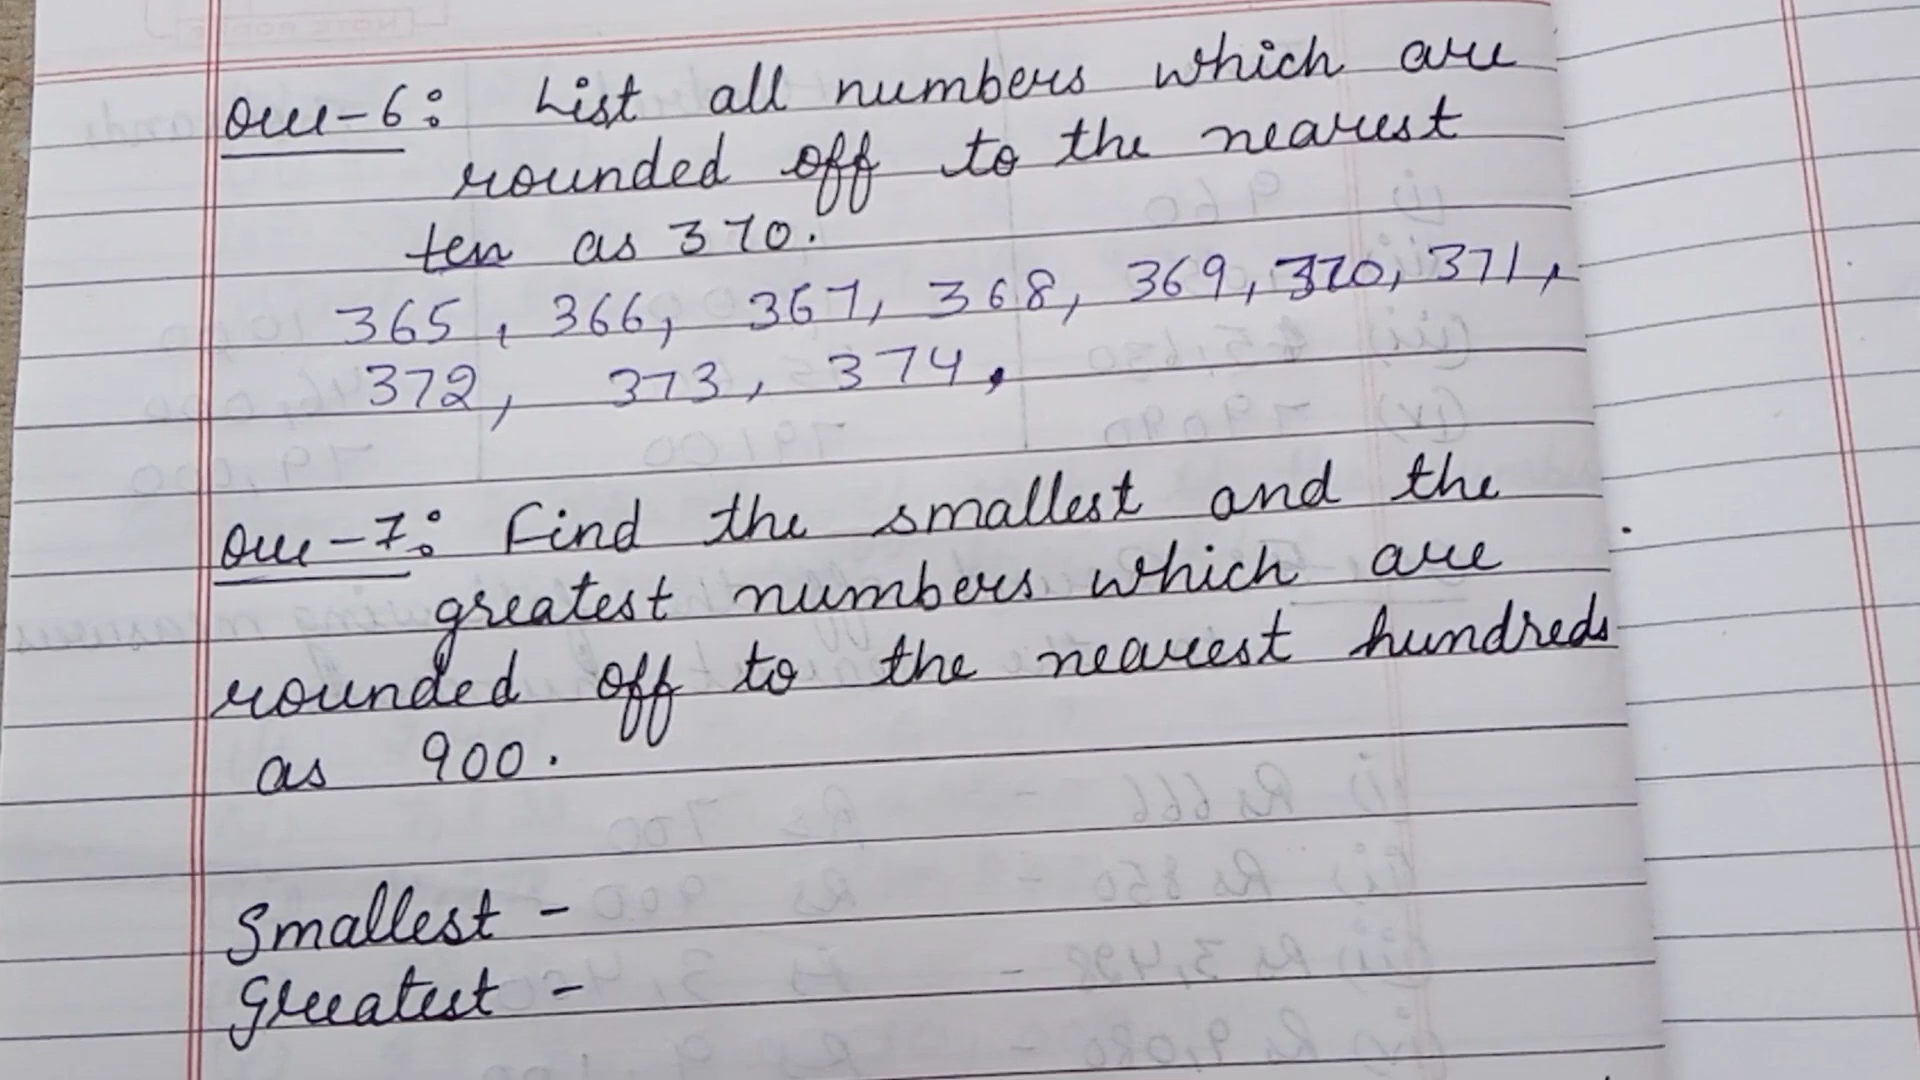 Que-6: List all numbers which are
rounded off to the nearest
ten as 370.
365, 366, 367, 368, 369, 370, 371,
372, 373, 374.
Que-7: Find the smallest and the
greatest numbers which are
rounded off to the nearest hundreds
as 900.
Smallest -
Greatest -